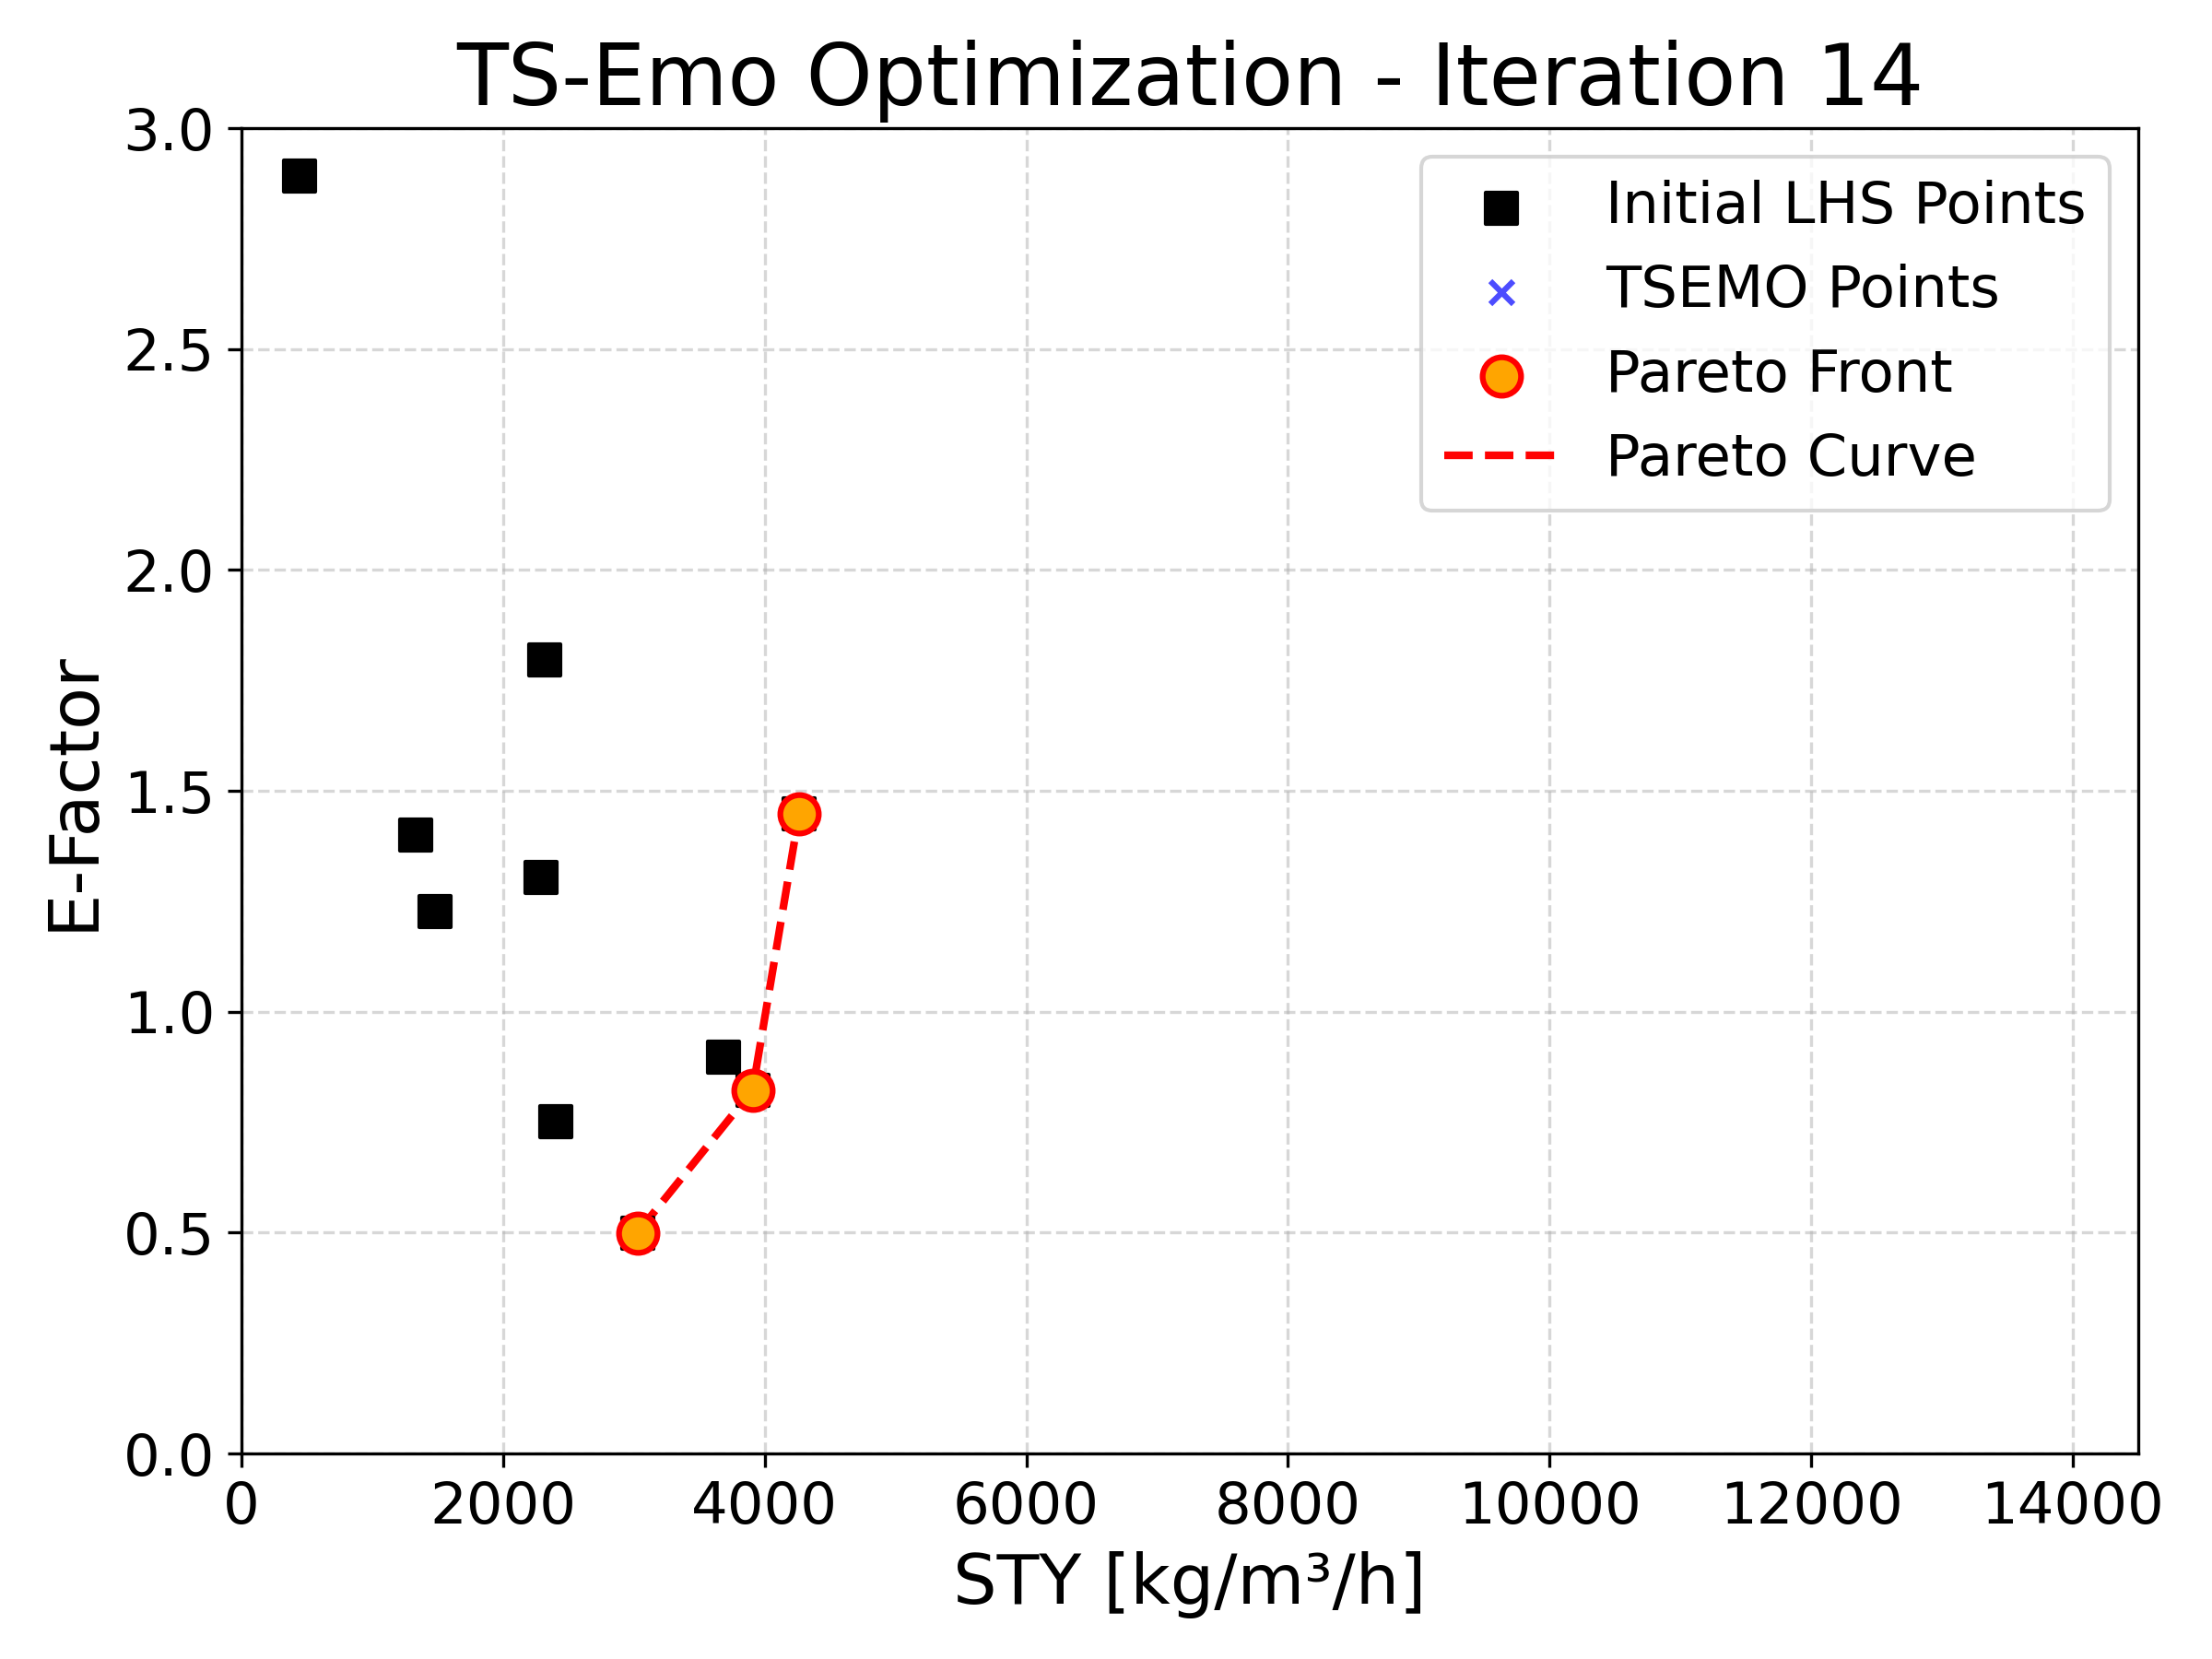 TS-Emo Optimization - Iteration 14
3.0
2.5
2.0
1.5
1.0
0.5
0.0
E-Factor
Initial LHS Points
TSEMO Points
Pareto Front
Pareto Curve
0 2000 4000 6000 8000 10000 12000 14000
STY [kg/m³/h]